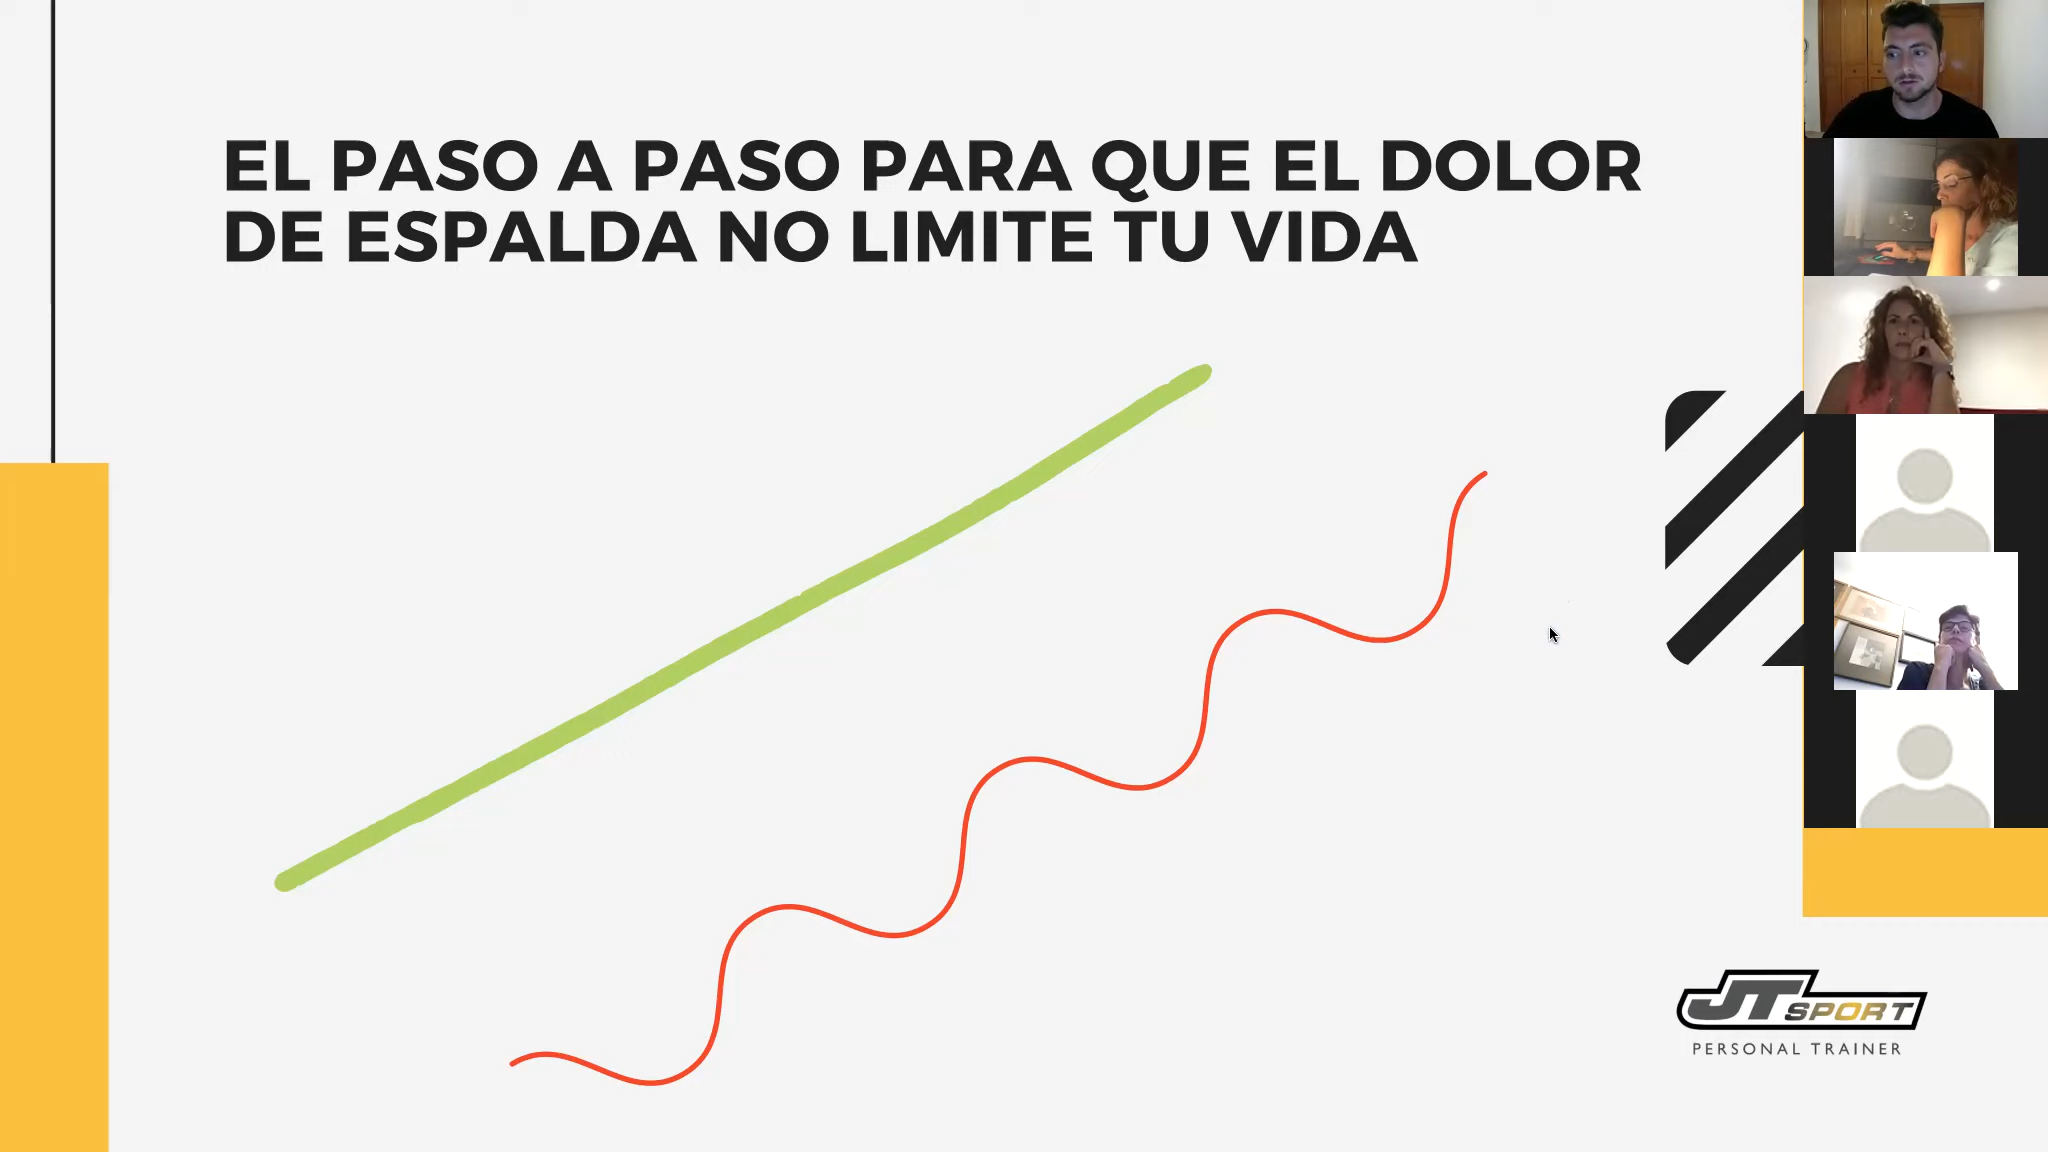 EL PASO A PASO PARA QUE EL DOLOR
DE ESPALDA NO LIMITE TU VIDA
JT SPORT
PERSONAL TRAINER